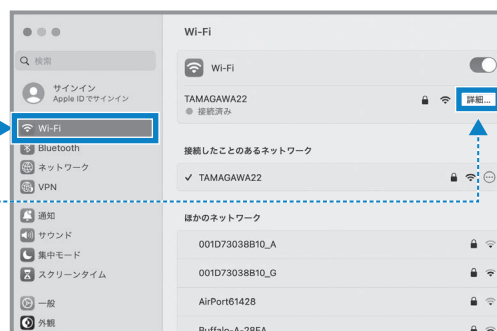 Wi-Fi
検索
Wi-Fi
サインイン
Apple ID でサインイン
TAMAGAWA22
詳細...
接続済み
Wi-Fi
Bluetooth
接続したことのあるネットワーク
ネットワーク
TAMAGAWA22
VPN
通知
ほかのネットワーク
サウンド
001D73038B10_A
集中モード
スクリーンタイム
001D73038B10_G
一般
AirPort61428
外観
Buffalo-A-28EA